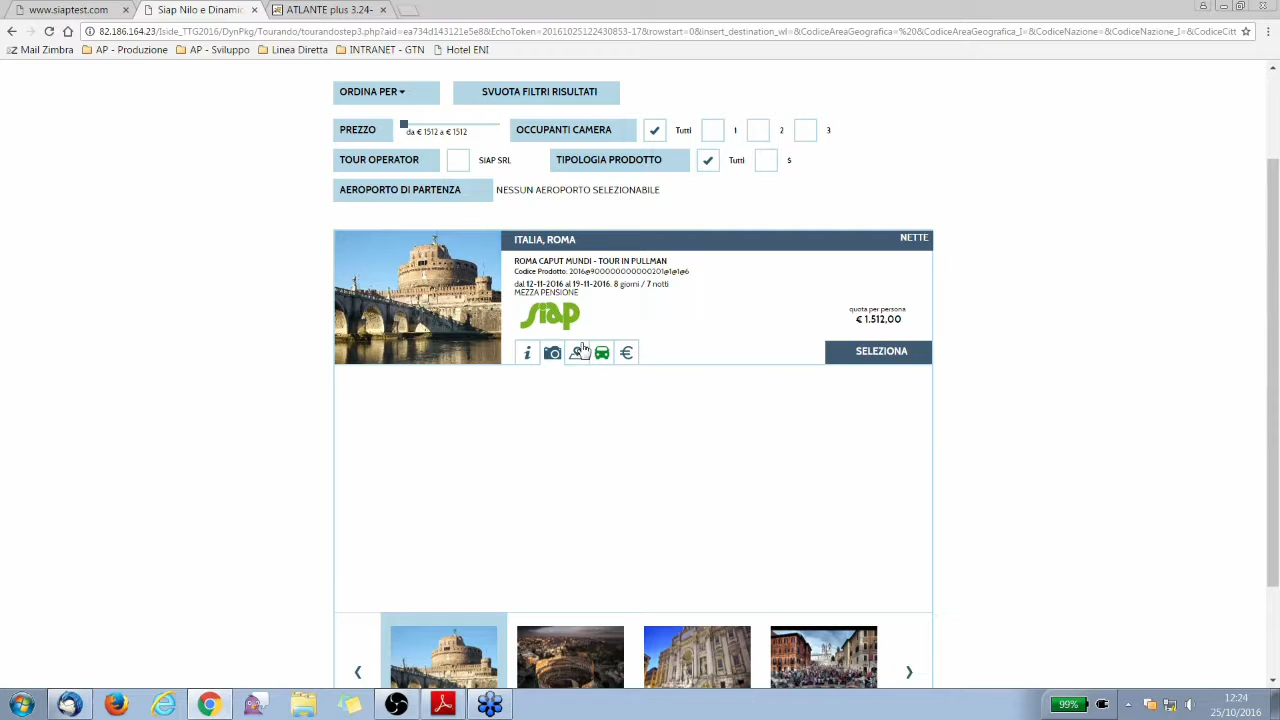 www.siaptest.com
Siap Nilo e Dinamic
ATLANTE plus 3.24-
82.186.164.23/Iside_TTG2016/DynPkg/Tourando/tourandostep3.php?aid=ea734d143121e5e8&EchoToken=20161025122430853-17&rowstart=0&insert_destination_wl=&CodiceAreaGeografica=%20&CodiceAreaGeografica_I=&CodiceNazione=&CodiceNazione_I=&CodiceCitt
Mail Zimbra AP - Produzione AP - Sviluppo Linea Diretta INTRANET - GTN Hotel ENI
ORDINA PER SVUOTA FILTRI RISULTATI
PREZZO da € 1512 a € 1512 OCCUPANTI CAMERA Tutti 1 2 3
TOUR OPERATOR SIAP SRL TIPOLOGIA PRODOTTO Tutti
AEROPORTO DI PARTENZA NESSUN AEROPORTO SELEZIONABILE
ITALIA, ROMA NETTE
ROMA CAPUT MUNDI - TOUR IN PULLMAN
dal 12-11-2016 al 19-11-2016. 8 giorni / 7 notti
MEZZA PENSIONE
siap
quota per persona
€ 1.512,00
SELEZIONA
99%
12:24
25/10/2016